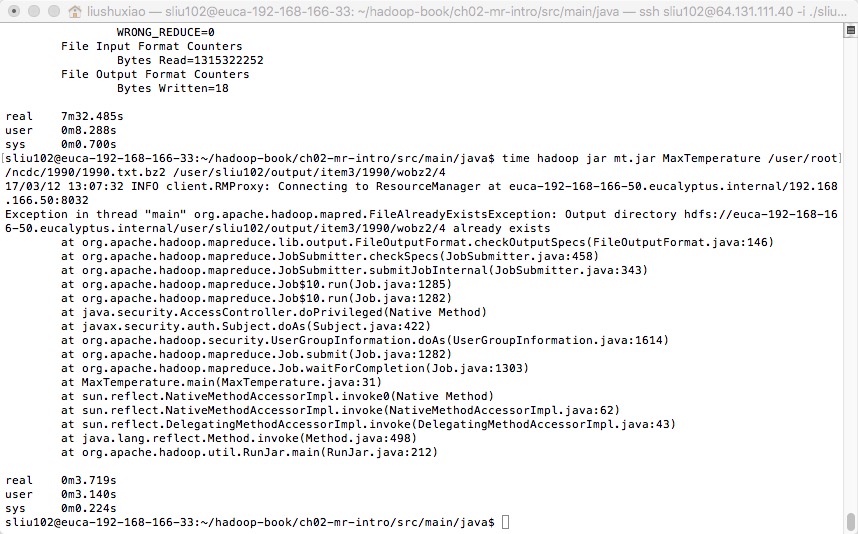 liushuxiao — sliu102@euca-192-168-166-33: ~/hadoop-book/ch02-mr-intro/src/main/java — ssh sliu102@64.131.111.40 -i ./sliu...
WRONG_REDUCE=0
File Input Format Counters
Bytes Read=1315322252
File Output Format Counters
Bytes Written=18
real 7m32.485s
user 0m8.288s
sys 0m0.700s
[sliu102@euca-192-168-166-33:~/hadoop-book/ch02-mr-intro/src/main/java$ time hadoop jar mt.jar MaxTemperature /user/root]
/ncdc/1990/1990.txt.bz2 /user/sliu102/output/item3/1990/wobz2/4
17/03/12 13:07:32 INFO client.RMProxy: Connecting to ResourceManager at euca-192-168-166-50.eucalyptus.internal/192.168
.166.50:8032
Exception in thread "main" org.apache.hadoop.mapred.FileAlreadyExistsException: Output directory hdfs://euca-192-168-16
6-50.eucalyptus.internal/user/sliu102/output/item3/1990/wobz2/4 already exists
at org.apache.hadoop.mapreduce.lib.output.FileOutputFormat.checkOutputSpecs(FileOutputFormat.java:146)
at org.apache.hadoop.mapreduce.JobSubmitter.checkSpecs(JobSubmitter.java:458)
at org.apache.hadoop.mapreduce.JobSubmitter.submitJobInternal(JobSubmitter.java:343)
at org.apache.hadoop.mapreduce.Job$10.run(Job.java:1285)
at org.apache.hadoop.mapreduce.Job$10.run(Job.java:1282)
at java.security.AccessController.doPrivileged(Native Method)
at javax.security.auth.Subject.doAs(Subject.java:422)
at org.apache.hadoop.security.UserGroupInformation.doAs(UserGroupInformation.java:1614)
at org.apache.hadoop.mapreduce.Job.submit(Job.java:1282)
at org.apache.hadoop.mapreduce.Job.waitForCompletion(Job.java:1303)
at MaxTemperature.main(MaxTemperature.java:31)
at sun.reflect.NativeMethodAccessorImpl.invoke0(Native Method)
at sun.reflect.NativeMethodAccessorImpl.invoke(NativeMethodAccessorImpl.java:62)
at sun.reflect.DelegatingMethodAccessorImpl.invoke(DelegatingMethodAccessorImpl.java:43)
at java.lang.reflect.Method.invoke(Method.java:498)
at org.apache.hadoop.util.RunJar.main(RunJar.java:212)
real 0m3.719s
user 0m3.140s
sys 0m0.224s
sliu102@euca-192-168-166-33:~/hadoop-book/ch02-mr-intro/src/main/java$